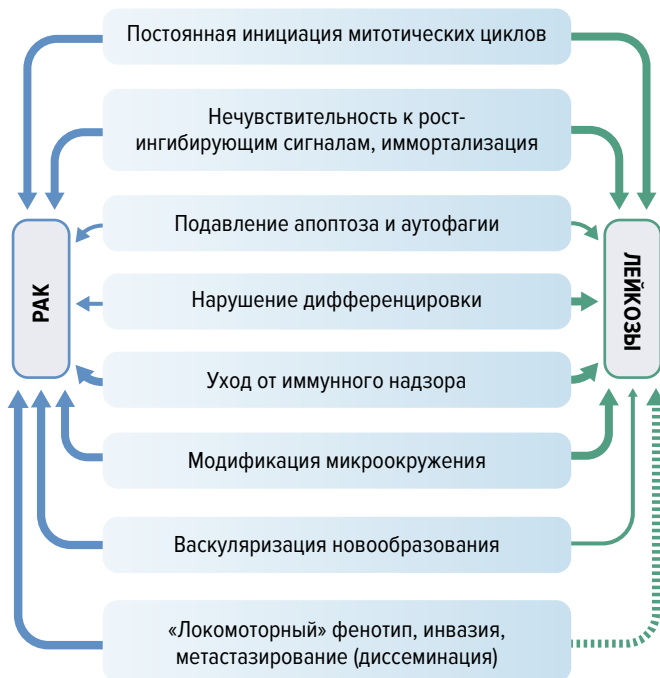 Постоянная инициация митотических циклов
Нечувствительность к рост-
ингибирующим сигналам, иммортализация
Подавление апоптоза и аутофагии
РАК
Нарушение дифференцировки
ЛЕЙКОЗЫ
Уход от иммунного надзора
Модификация микроокружения
Васкуляризация новообразования
«Локомоторный» фенотип, инвазия,
метастазирование (диссеминация)